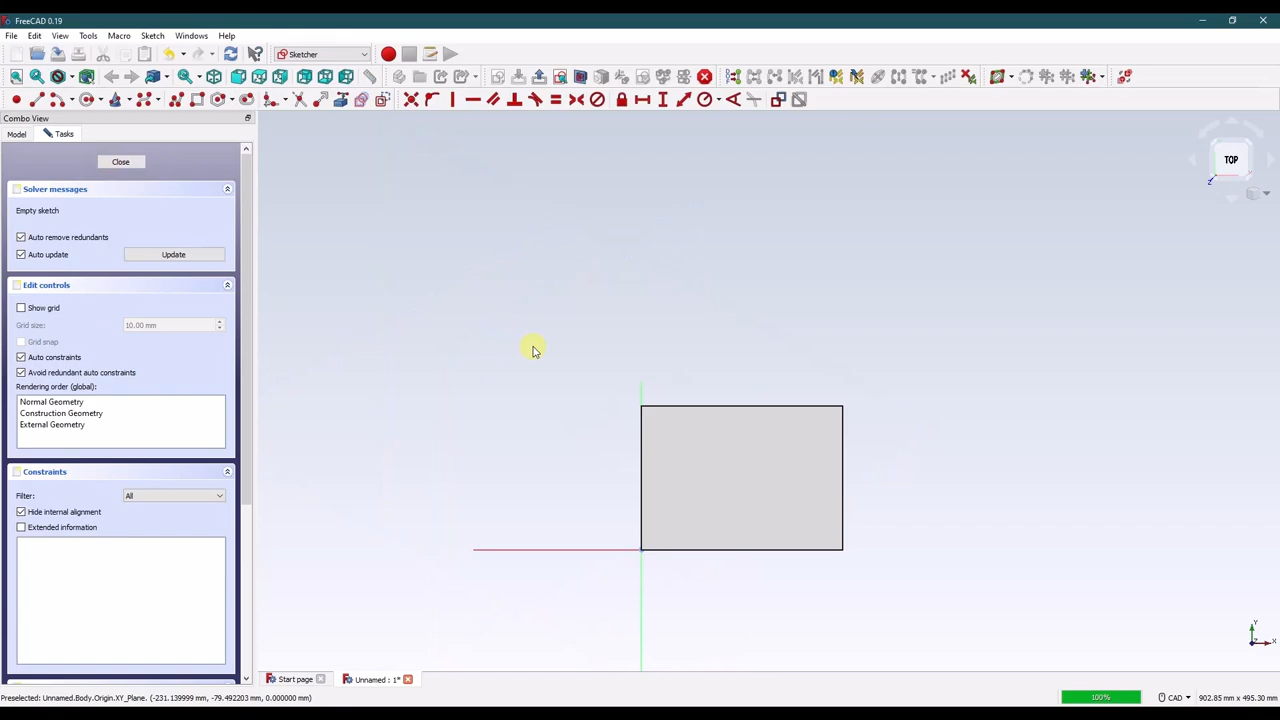 FreeCAD 0.19
File Edit View Tools Macro Sketch Windows Help
Sketcher
Combo View
Model Tasks
Close
Solver messages
Empty sketch
Auto remove redundants
Auto update Update
Edit controls
Show grid
Grid size: 10.00 mm
Grid snap
Auto constraints
Avoid redundant auto constraints
Rendering order (global):
Normal Geometry
Construction Geometry
External Geometry
Constraints
Filter: All
Hide internal alignment
Extended information
TOP
Z
Y
X
Z
Start page Unnamed : 1*
Preselected: Unnamed.Body.Origin.XY_Plane. (-231.139999 mm, -79.492203 mm, 0.000000 mm) 100% CAD 902.85 mm x 495.30 mm